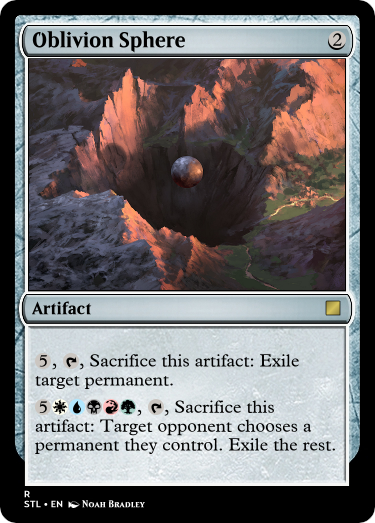 Oblivion Sphere 2
Artifact
5, , Sacrifice this artifact: Exile
target permanent.
5 , , Sacrifice this
artifact: Target opponent chooses a
permanent they control. Exile the rest.
R
STL • EN Noah Bradley